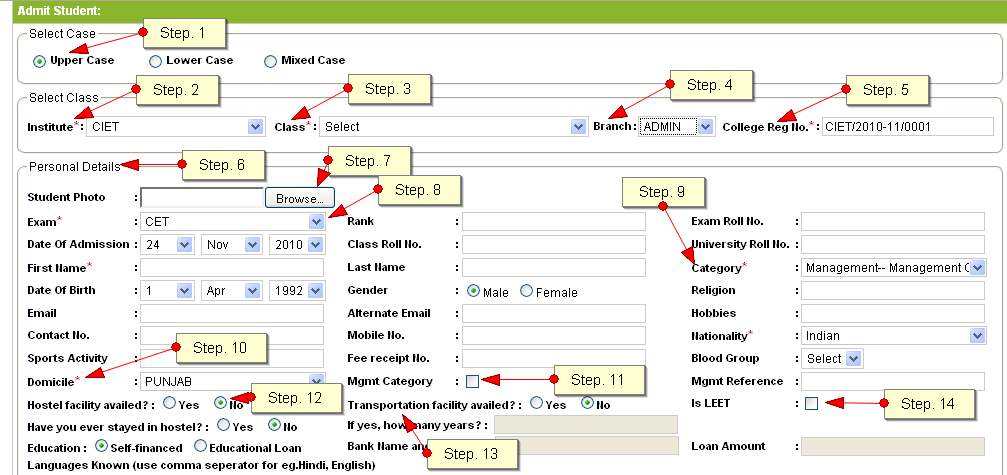 Admit Student:
Select Case
Step. 1
Upper Case Lower Case Mixed Case
Select Class
Step. 2 Step. 3 Step. 4 Step. 5
Institute*: CIET Class*: Select Branch: ADMIN College Reg No.*: CIET/2010-11/0001
Personal Details Step. 6 Step. 7
Student Photo : Browse... Step. 8 Step. 9
Exam* : CET Rank : Exam Roll No. :
Date Of Admission : 24 Nov 2010 Class Roll No. : University Roll No. :
First Name* : Last Name : Category* : Management-- Management
Date Of Birth : 1 Apr 1992 Gender : Male Female Religion :
Email : Alternate Email : Hobbies :
Contact No. : Mobile No. : Nationality* : Indian
Sports Activity : Step. 10 Fee receipt No. : Blood Group : Select
Domicile* : PUNJAB Mgmt Category : Step. 11 Mgmt Reference :
Hostel facility availed? : Yes No Step. 12 Transportation facility availed? : Yes No Is LEET : Step. 14
Have you ever stayed in hostel? : Yes No If yes, how many years? :
Education : Self-financed Educational Loan Bank Name Step. 13 Loan Amount :
Languages Known (use comma seperator for eg.Hindi, English)